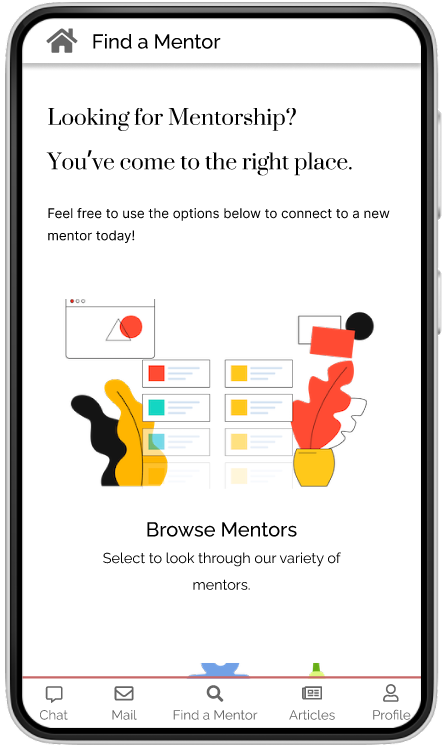 Find a Mentor
Looking for Mentorship?
You've come to the right place.
Feel free to use the options below to connect to a new
mentor today!
Browse Mentors
Select to look through our variety of
mentors.
Chat
Mail
Find a Mentor
Articles
Profile